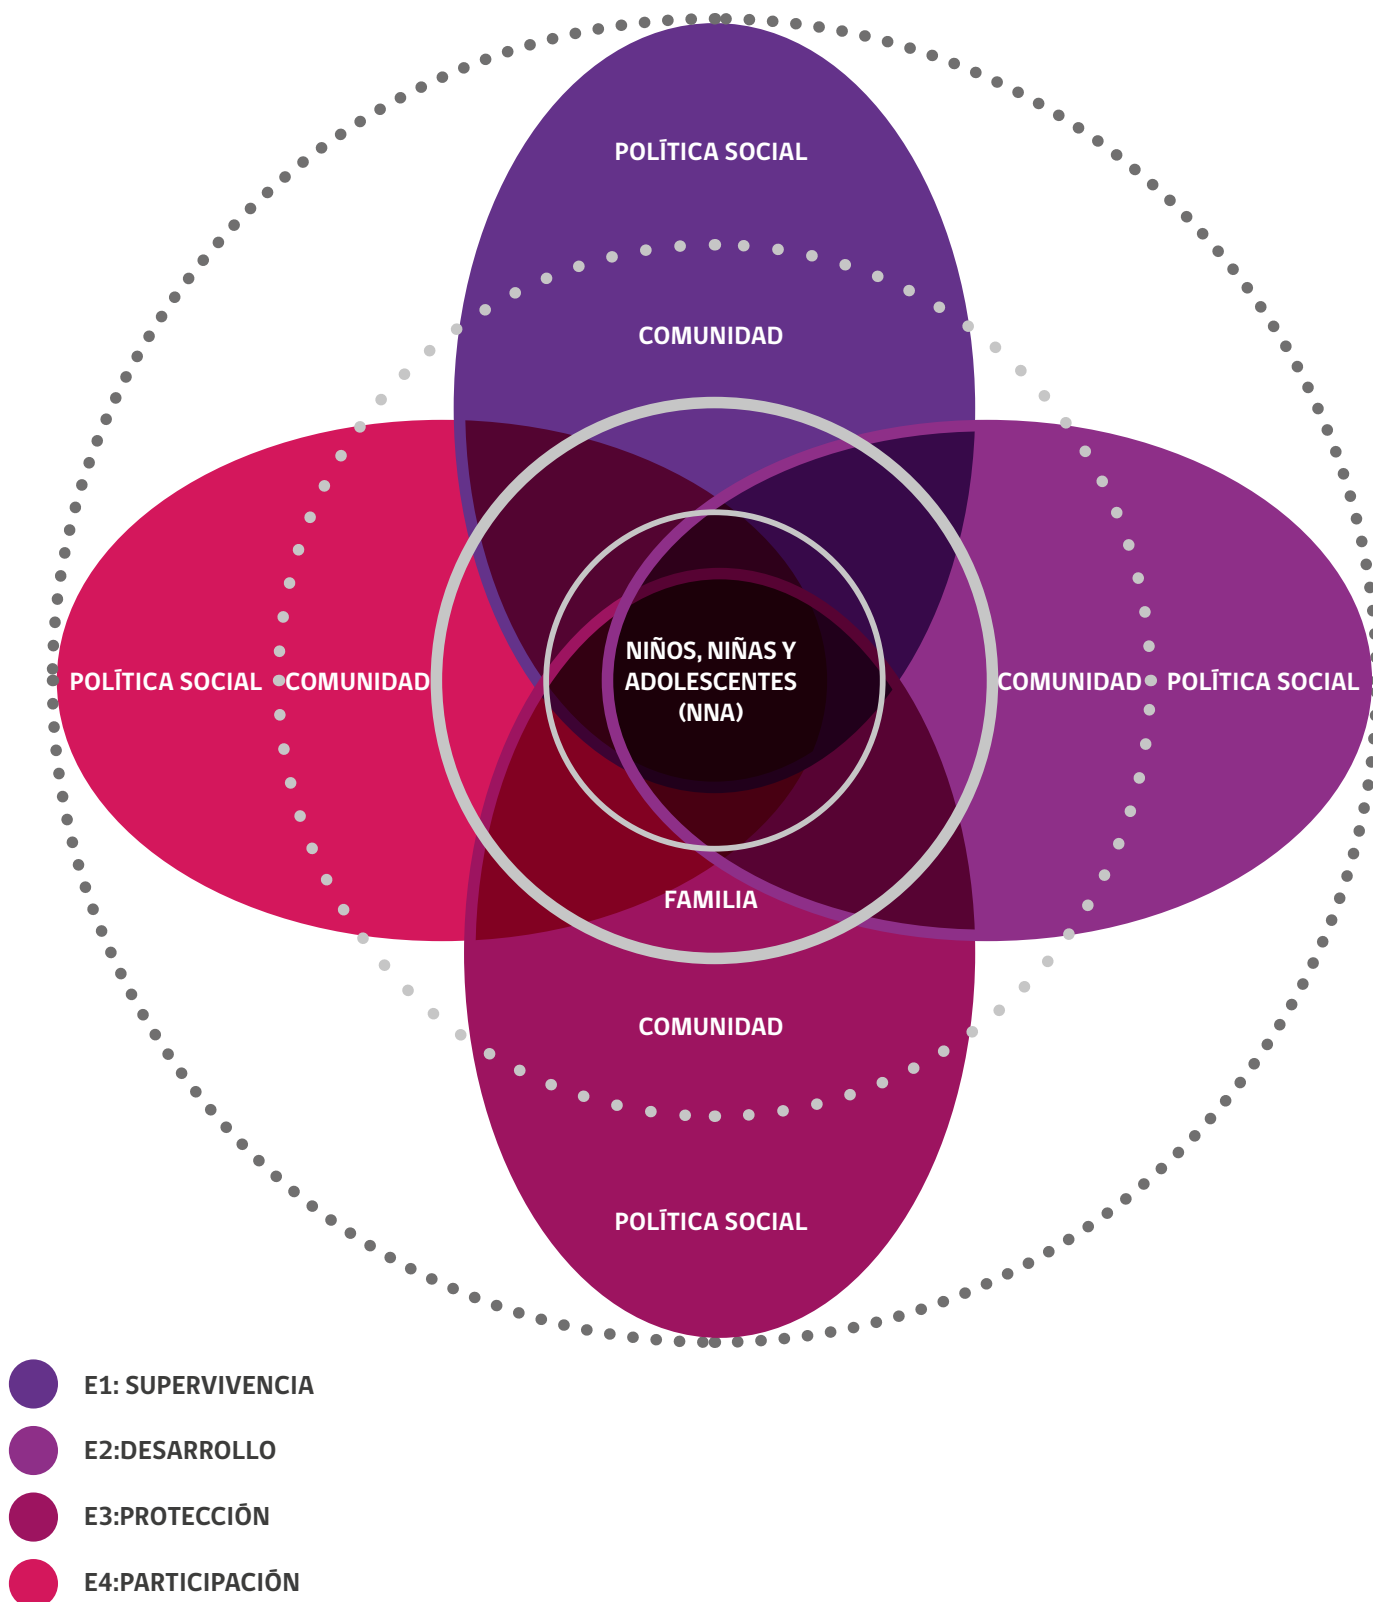 POLÍTICA SOCIAL
COMUNIDAD
NIÑOS, NIÑAS Y
ADOLESCENTES
(NNA)
POLÍTICA SOCIAL
COMUNIDAD
COMUNIDAD
POLÍTICA SOCIAL
FAMILIA
COMUNIDAD
POLÍTICA SOCIAL
E1: SUPERVIVENCIA
E2:DESARROLLO
E3:PROTECCIÓN
E4:PARTICIPACIÓN